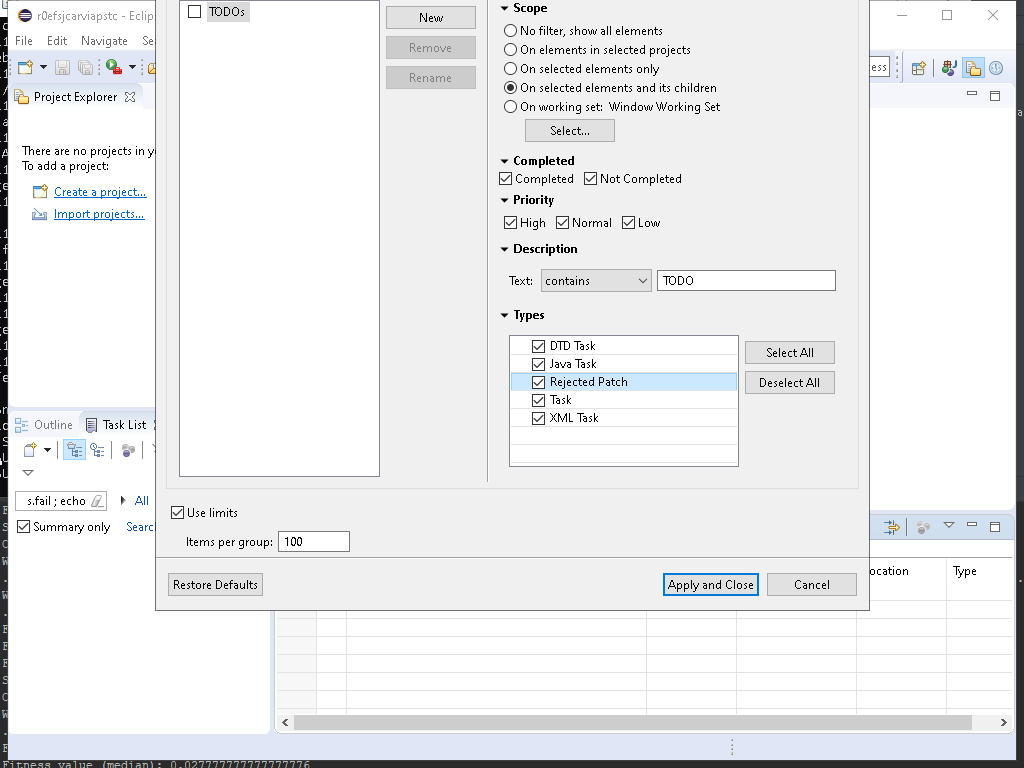 r0efsjcarviapstc - Eclips
File Edit Navigate Se
Project Explorer
There are no projects in y
To add a project:
Create a project...
Import projects...
Outline Task List
s.fail ; echo
All
Summary only Search
TODOs
New
Remove
Rename
Scope
No filter, show all elements
On elements in selected projects
On selected elements only
On selected elements and its children
On working set: Window Working Set
Select...
Completed
Completed Not Completed
Priority
High Normal Low
Description
Text: contains TODO
Types
DTD Task
Java Task
Rejected Patch
Task
XML Task
Select All
Deselect All
Use limits
Items per group: 100
Restore Defaults Apply and Close Cancel
ess
ocation Type
Fitness value (median): 0.027777777777777776